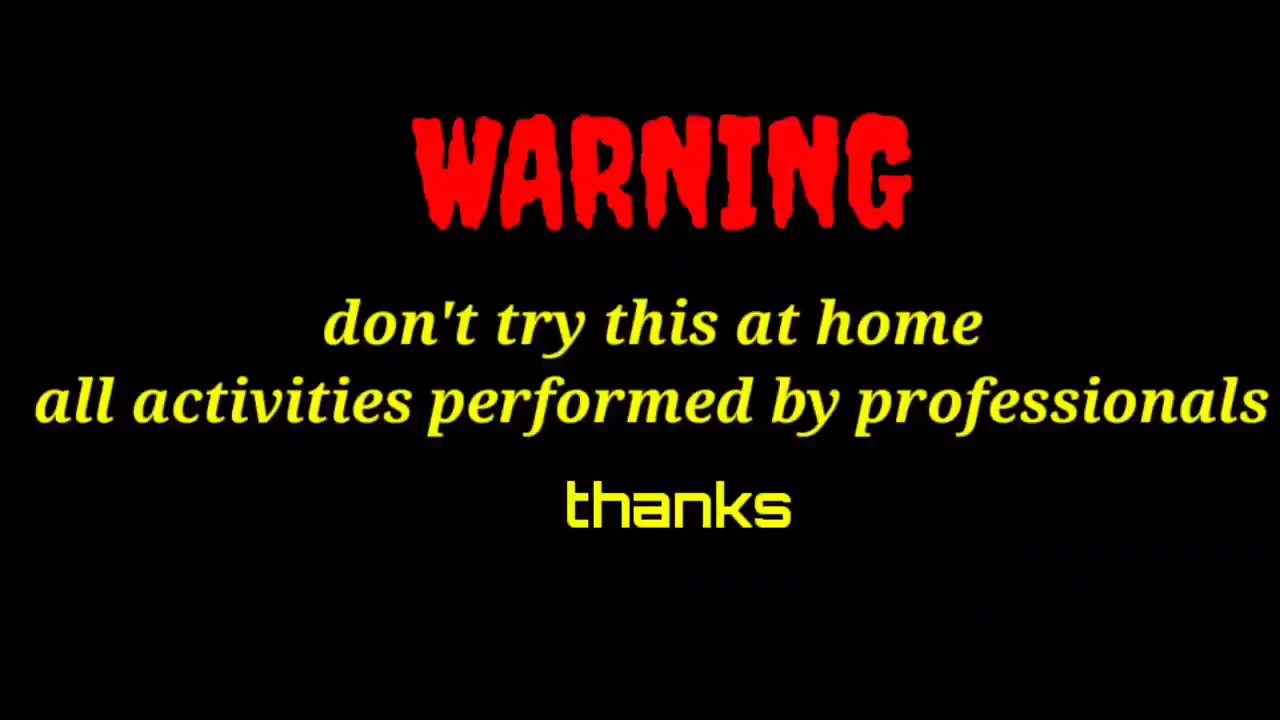 WARNING
don't try this at home
all activities performed by professionals
thanks